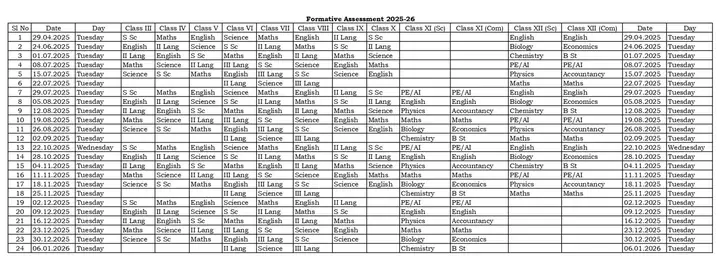 Formative Assessment 2025-26
Sl No Date Day Class III Class IV Class V Class VI Class VII Class VIII Class IX Class X Class XI (Sc) Class XI (Com) Class XII (Sc) Class XII (Com) Date Day
1 29.04.2025 Tuesday S Sc Maths English Science Maths English II Lang S Sc English English 29.04.2025 Tuesday
2 24.06.2025 Tuesday English II Lang Science S Sc II Lang Maths S Sc II Lang Biology Economics 24.06.2025 Tuesday
3 01.07.2025 Tuesday II Lang English S Sc Maths English II Lang Maths Science Chemistry B St 01.07.2025 Tuesday
4 08.07.2025 Tuesday Maths Science II Lang III Lang S Sc Science English Maths PE/AI PE/AI 08.07.2025 Tuesday
5 15.07.2025 Tuesday Science S Sc Maths English III Lang S Sc Science English Physics Accountancy 15.07.2025 Tuesday
6 22.07.2025 Tuesday II Lang Science III Lang Maths Maths 22.07.2025 Tuesday
7 29.07.2025 Tuesday S Sc Maths English Science Maths English II Lang S Sc PE/AI PE/AI English English 29.07.2025 Tuesday
8 05.08.2025 Tuesday English II Lang Science S Sc II Lang Maths S Sc II Lang English English Biology Economics 05.08.2025 Tuesday
9 12.08.2025 Tuesday II Lang English S Sc Maths English II Lang Maths Science Physics Accountancy Chemistry B St 12.08.2025 Tuesday
10 19.08.2025 Tuesday Maths Science II Lang III Lang S Sc Science English Maths Maths Maths PE/AI PE/AI 19.08.2025 Tuesday
11 26.08.2025 Tuesday Science S Sc Maths English III Lang S Sc Science English Biology Economics Physics Accountancy 26.08.2025 Tuesday
12 02.09.2025 Tuesday II Lang Science III Lang Chemistry B St Maths Maths 02.09.2025 Tuesday
13 22.10.2025 Wednesday S Sc Maths English Science Maths English II Lang S Sc PE/AI PE/AI English English 22.10.2025 Wednesday
14 28.10.2025 Tuesday English II Lang Science S Sc II Lang Maths S Sc II Lang English English Biology Economics 28.10.2025 Tuesday
15 04.11.2025 Tuesday II Lang English S Sc Maths English II Lang Maths Science Physics Accountancy Chemistry B St 04.11.2025 Tuesday
16 11.11.2025 Tuesday Maths Science II Lang III Lang S Sc Science English Maths Maths Maths PE/AI PE/AI 11.11.2025 Tuesday
17 18.11.2025 Tuesday Science S Sc Maths English III Lang S Sc Science English Biology Economics Physics Accountancy 18.11.2025 Tuesday
18 25.11.2025 Tuesday II Lang Science III Lang Chemistry B St Maths Maths 25.11.2025 Tuesday
19 02.12.2025 Tuesday S Sc Maths English Science Maths English II Lang PE/AI PE/AI 02.12.2025 Tuesday
20 09.12.2025 Tuesday English II Lang Science S Sc II Lang Maths S Sc English English 09.12.2025 Tuesday
21 16.12.2025 Tuesday II Lang English S Sc Maths English II Lang Maths Physics Accountancy 16.12.2025 Tuesday
22 23.12.2025 Tuesday Maths Science II Lang III Lang S Sc Science English Maths Maths 23.12.2025 Tuesday
23 30.12.2025 Tuesday Science S Sc Maths English III Lang S Sc Science Biology Economics 30.12.2025 Tuesday
24 06.01.2026 Tuesday II Lang Science III Lang Chemistry B St 06.01.2026 Tuesday